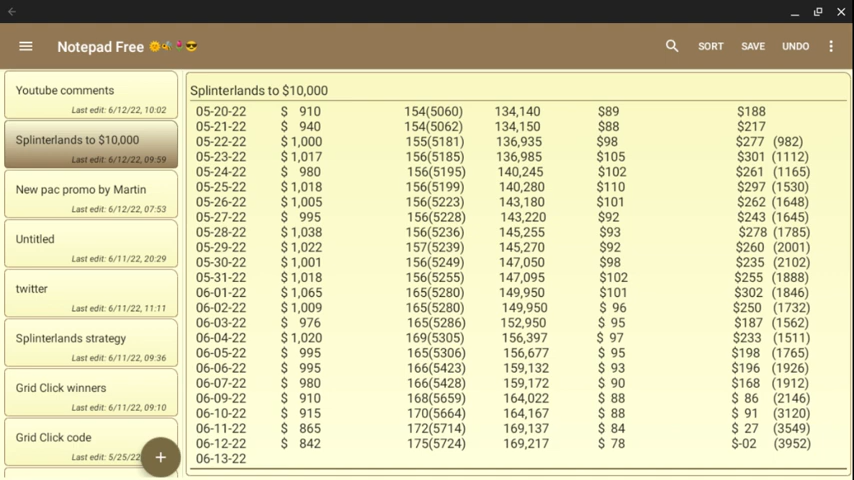 Notepad Free 🌞🐝🌷😎
SORT SAVE UNDO
Youtube comments
Last edit: 6/12/22, 10:02
Splinterlands to $10,000
Last edit: 6/12/22, 09:59
New pac promo by Martin
Last edit: 6/12/22, 07:53
Untitled
Last edit: 6/11/22, 20:29
twitter
Last edit: 6/11/22, 11:11
Splinterlands strategy
Last edit: 6/11/22, 09:36
Grid Click winners
Last edit: 6/11/22, 09:10
Grid Click code
Last edit: 5/25/22
+
Splinterlands to $10,000
05-20-22 $ 910 154(5060) 134,140 $89 $188
05-21-22 $ 940 154(5062) 134,150 $88 $217
05-22-22 $ 1,000 155(5181) 136,935 $98 $277 (982)
05-23-22 $ 1,017 156(5185) 136,985 $105 $301 (1112)
05-24-22 $ 980 156(5195) 140,245 $102 $261 (1165)
05-25-22 $ 1,018 156(5199) 140,280 $110 $297 (1530)
05-26-22 $ 1,005 156(5223) 143,180 $101 $262 (1648)
05-27-22 $ 995 156(5228) 143,220 $92 $243 (1645)
05-28-22 $ 1,038 156(5236) 145,255 $93 $278 (1785)
05-29-22 $ 1,022 157(5239) 145,270 $92 $260 (2001)
05-30-22 $ 1,001 156(5249) 147,050 $98 $235 (2102)
05-31-22 $ 1,018 156(5255) 147,095 $102 $255 (1888)
06-01-22 $ 1,065 165(5280) 149,950 $101 $302 (1846)
06-02-22 $ 1,009 165(5280) 149,950 $ 96 $250 (1732)
06-03-22 $ 976 165(5286) 152,950 $ 95 $187 (1562)
06-04-22 $ 1,020 169(5305) 156,397 $ 97 $233 (1511)
06-05-22 $ 995 165(5306) 156,677 $ 95 $198 (1765)
06-06-22 $ 995 166(5423) 159,132 $ 93 $196 (1926)
06-07-22 $ 980 166(5428) 159,172 $ 90 $168 (1912)
06-09-22 $ 910 168(5659) 164,022 $ 88 $ 86 (2146)
06-10-22 $ 915 170(5664) 164,167 $ 88 $ 91 (3120)
06-11-22 $ 865 172(5714) 169,137 $ 84 $ 27 (3549)
06-12-22 $ 842 175(5724) 169,217 $ 78 $-02 (3952)
06-13-22